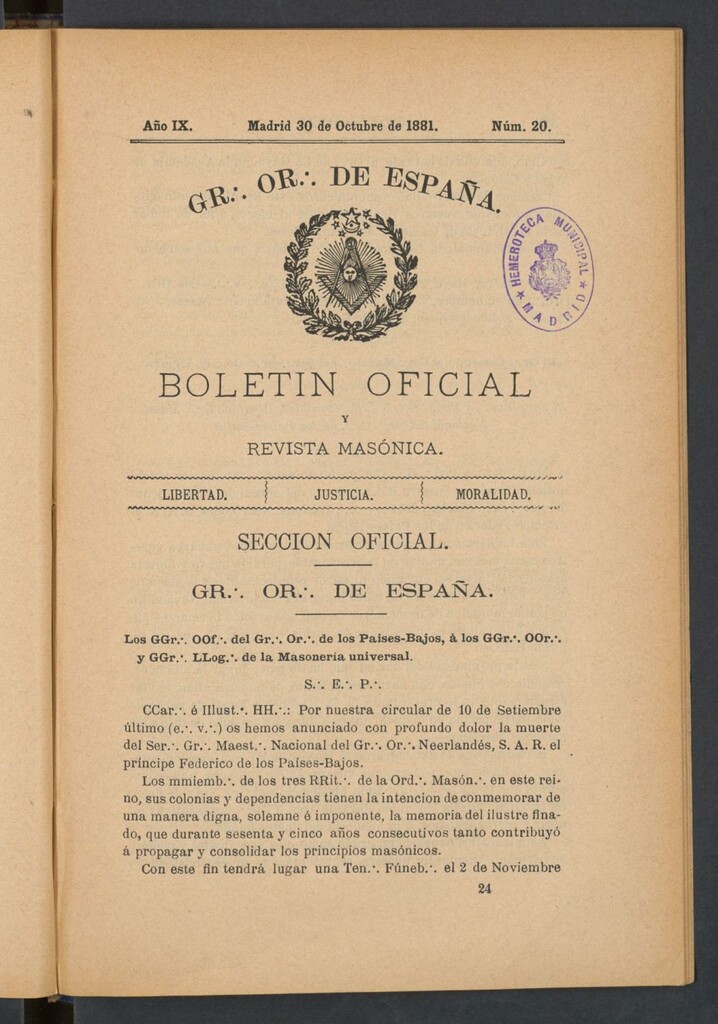 Año IX. Madrid 30 de Octubre de 1881. Núm. 20.
GR.·. OR.·. DE ESPAÑA.
HEMEROTECA MUNICIPAL
★ MADRID ★
BOLETIN OFICIAL
Y
REVISTA MASÓNICA.
LIBERTAD. JUSTICIA. MORALIDAD.
SECCION OFICIAL.
GR.·. OR.·. DE ESPAÑA.
Los GGr.·. OOf.·. del Gr.·. Or.·. de los Paises-Bajos, á los GGr.·. OOr.·.
y GGr.·. LLog.·. de la Masonería universal.
S.·. E.·. P.·.
CCar.·. é Illust.·. HH.·.: Por nuestra circular de 10 de Setiembre
último (e.·. v.·.) os hemos anunciado con profundo dolor la muerte
del Ser.·. Gr.·. Maest.·. Nacional del Gr.·. Or.·. Neerlandés, S. A. R. el
príncipe Federico de los Países-Bajos.
Los mmiemb.·. de los tres RRit.·. de la Ord.·. Masón.·. en este rei-
no, sus colonias y dependencias tienen la intencion de conmemorar de
una manera digna, solemne é imponente, la memoria del ilustre fina-
do, que durante sesenta y cinco años consecutivos tanto contribuyó
á propagar y consolidar los principios masónicos.
Con este fin tendrá lugar una Ten.·. Fúneb.·. el 2 de Noviembre
24